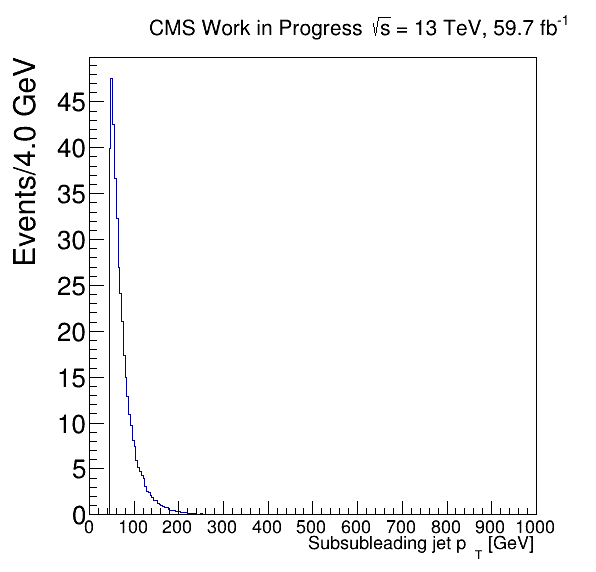 CMS Work in Progress √s = 13 TeV, 59.7 fb⁻¹
Events/4.0 GeV
45
40
35
30
25
20
15
10
5
0
0 100 200 300 400 500 600 700 800 900 1000
Subsubleading jet p_T [GeV]